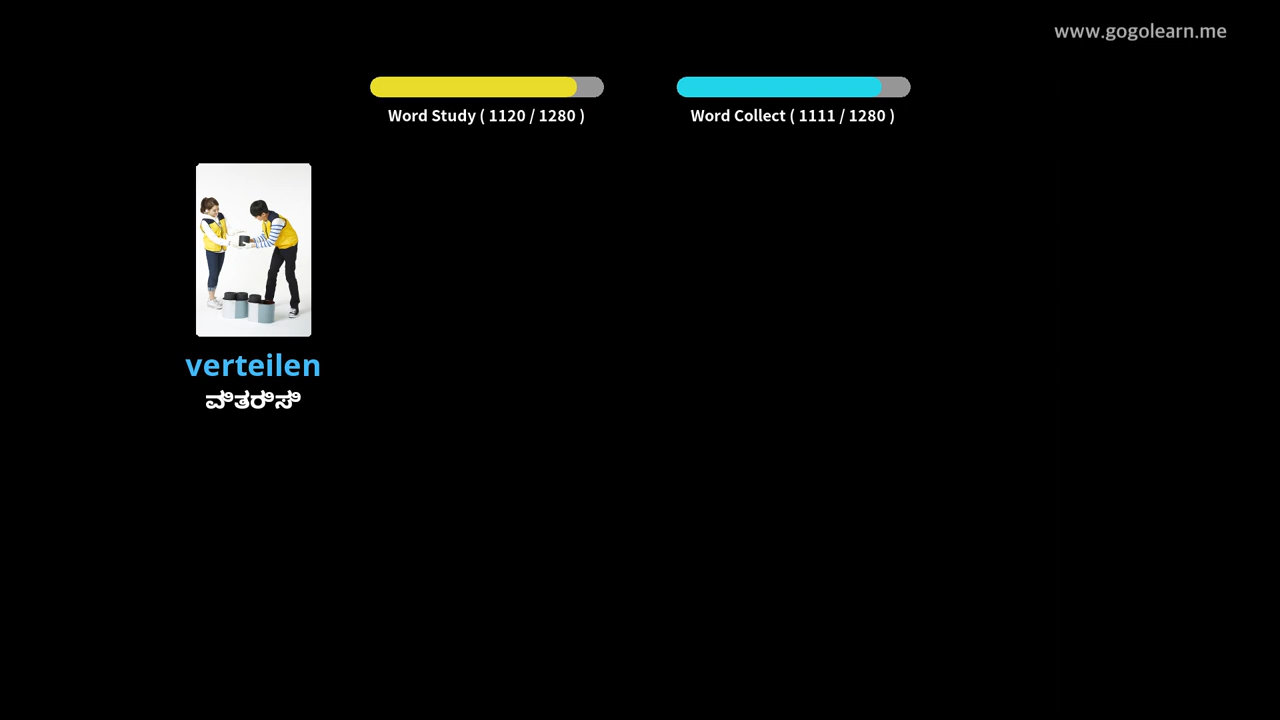 www.gogolearn.me
Word Study ( 1120 / 1280 )
Word Collect ( 1111 / 1280 )
verteilen
ವಿತರಿಸಿ